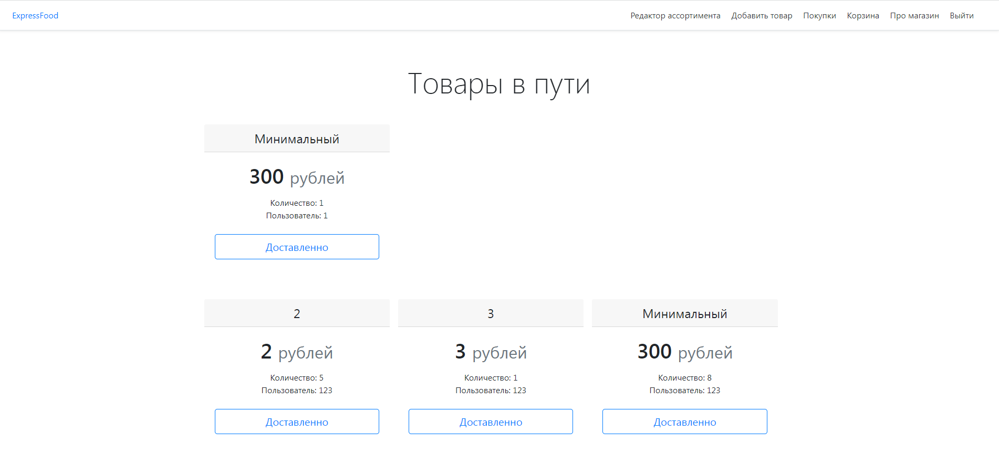 ExpressFood Редактор ассортимента Добавить товар Покупки Корзина Про магазин Выйти
Товары в пути
Минимальный
300 рублей
Количество: 1
Пользователь: 1
Доставленно
2
2 рублей
Количество: 5
Пользователь: 123
Доставленно
3
3 рублей
Количество: 1
Пользователь: 123
Доставленно
Минимальный
300 рублей
Количество: 8
Пользователь: 123
Доставленно